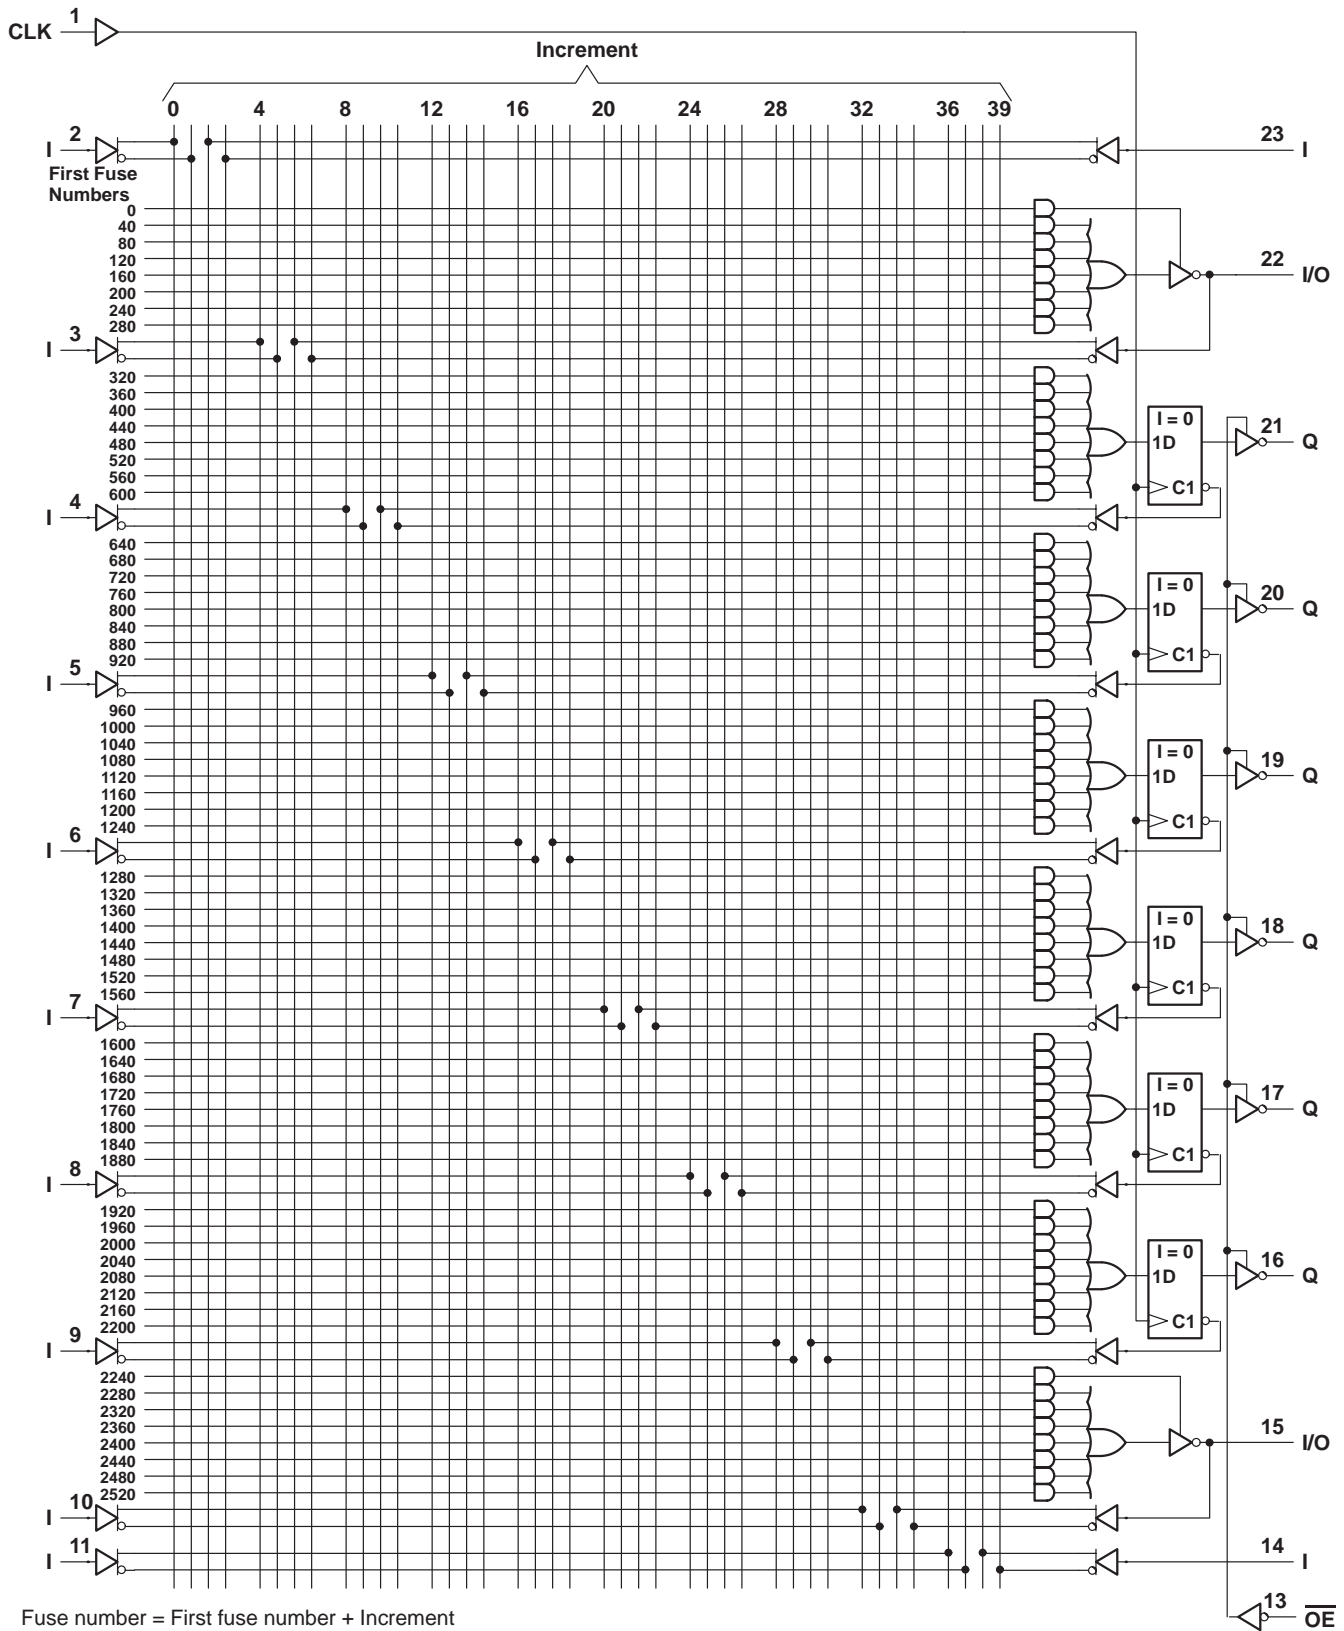 CLK 1
Increment
0 4 8 12 16 20 24 28 32 36 39
I 2 23 I
First Fuse
Numbers
0
40
80
120
160 22 I/O
200
240
280
I 3
320
360
400 I = 0
440 21 Q
480 1D
520
560
600 C1
I 4
640
680
720 I = 0
760 20 Q
800 1D
840
880
920 C1
I 5
960
1000
1040 I = 0
1080 19 Q
1120 1D
1160
1200
1240 C1
I 6
1280
1320
1360 I = 0
1400 18 Q
1440 1D
1480
1520
1560 C1
I 7
1600
1640
1680 I = 0
1720 17 Q
1760 1D
1800
1840
1880 C1
I 8
1920
1960
2000 I = 0
2040 16 Q
2080 1D
2120
2160
2200 C1
I 9
2240
2280
2320
2360
2400 15 I/O
2440
2480
2520
I 10
I 11 14 I
13 OE
Fuse number = First fuse number + Increment